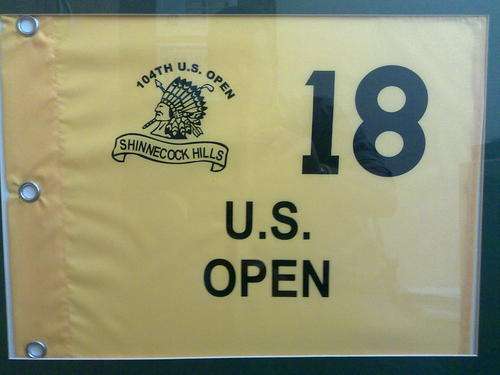 104TH U.S. OPEN
SHINNECOCK HILLS
18
U.S.
OPEN